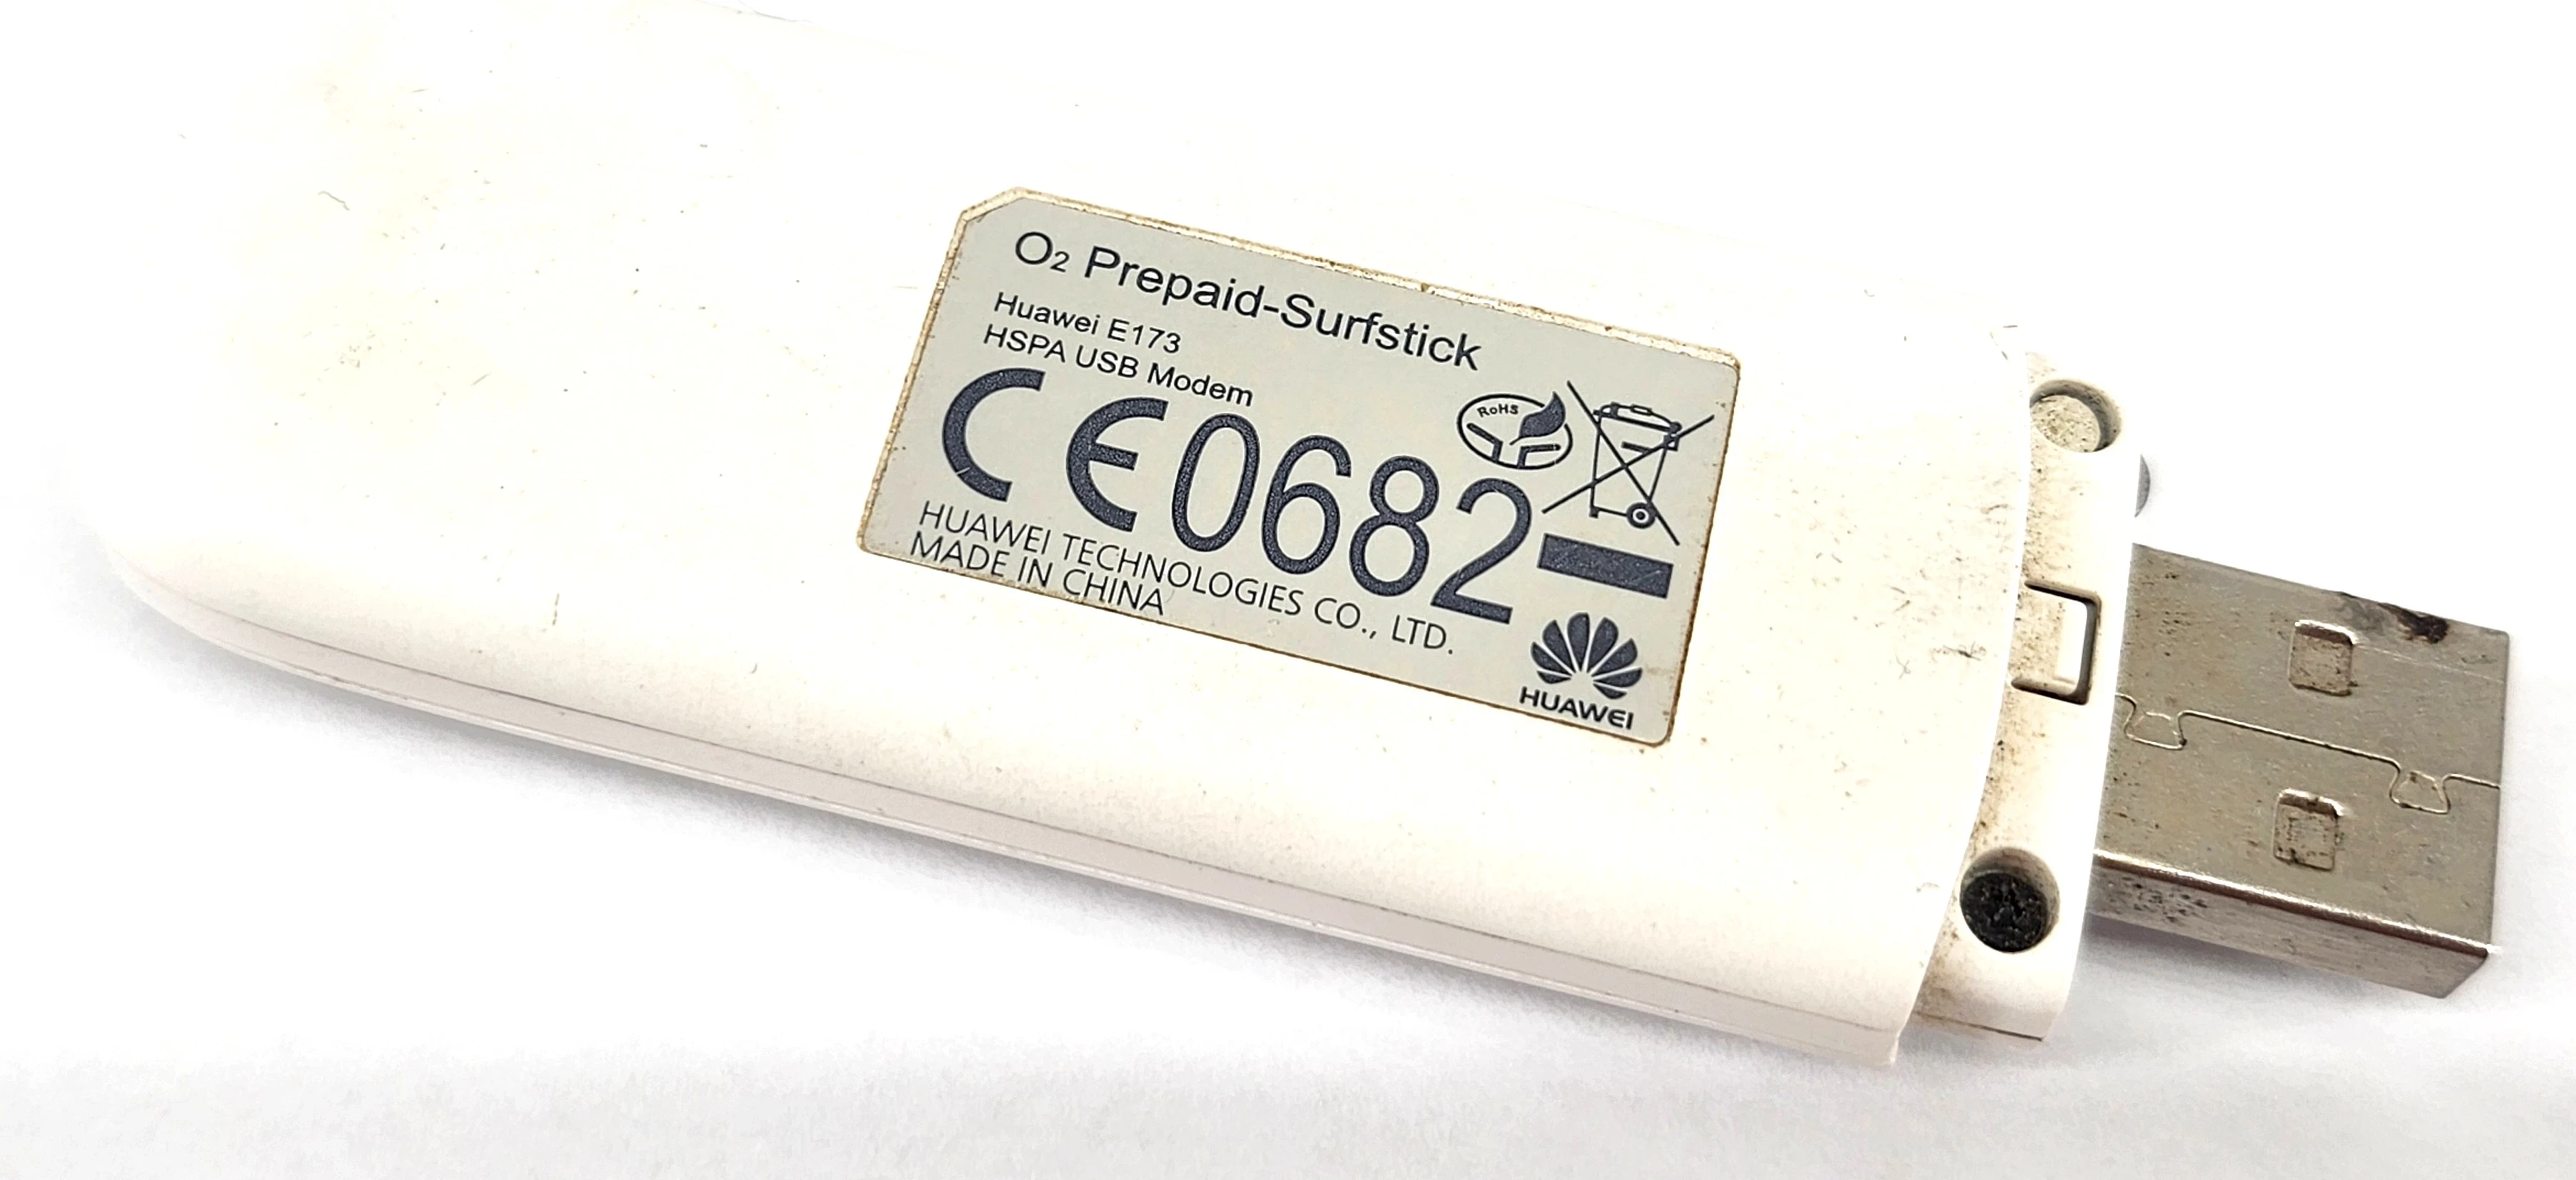 O₂ Prepaid-Surfstick
Huawei E173
HSPA USB Modem
RoHS
CE0682
HUAWEI TECHNOLOGIES CO., LTD.
MADE IN CHINA
HUAWEI